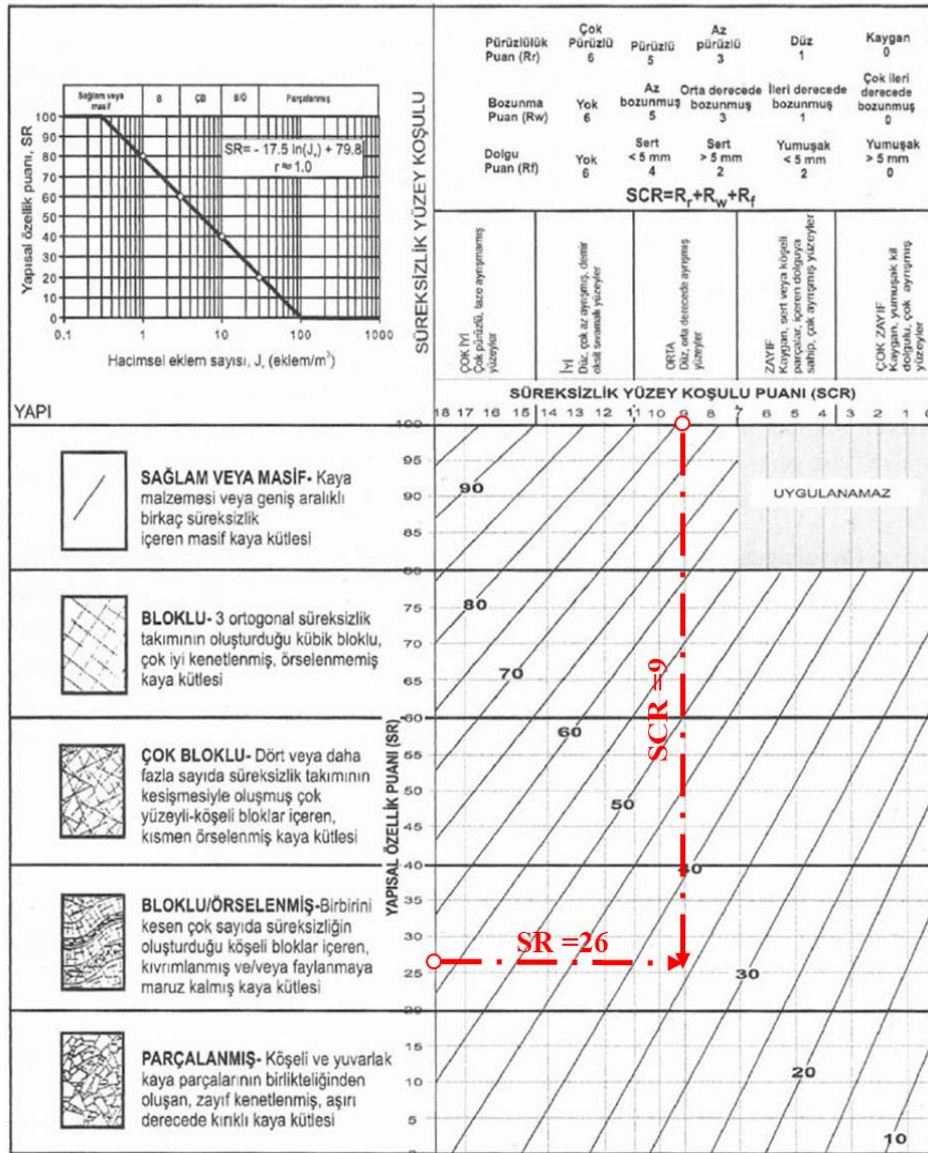 Pürüzlülük Puan (Rr) Çok Pürüzlü 6 Pürüzlü 5 Az pürüzlü 3 Düz 1 Kaygan 0
Bozunma Puan (Rw) Yok 6 Az bozunmuş 5 Orta derecede bozunmuş 3 İleri derecede bozunmuş 1 Çok ileri derecede bozunmuş 0
Dolgu Puan (Rf) Yok 6 Sert < 5 mm 4 Sert > 5 mm 2 Yumuşak < 5 mm 2 Yumuşak > 5 mm 0
SCR=Rr+Rw+Rf
Sağlam veya masif B ÇB B/Ö Parçalanmış
SR= - 17.5 ln(Jv) + 79.8
r ≈ 1.0
Yapısal özellik puanı, SR
100
90
80
70
60
50
40
30
20
10
0
0.1 1 10 100 1000
Hacimsel eklem sayısı, Jv (eklem/m3)
SÜREKSİZLİK YÜZEY KOŞULU
ÇOK İYİ
Çok pürüzlü, taze ayrışmamış
yüzeyler
İYİ
Düz, çok az ayrışmış, demir
oksit sıvamalı yüzeyler
ORTA
Düz, orta derecede ayrışmış
yüzeyler
ZAYIF
Kaygan, sert veya köşeli
parçalar, içeren dolguya
sahip, çok ayrışmış yüzeyler
ÇOK ZAYIF
Kaygan, yumuşak kil
dolgulu, çok ayrışmış
yüzeyler
SÜREKSİZLİK YÜZEY KOŞULU PUANI (SCR)
YAPI
18 17 16 15 14 13 12 11 10 9 8 7 6 5 4 3 2 1 0
SAĞLAM VEYA MASİF- Kaya
malzemesi veya geniş aralıklı
birkaç süreksizlik
içeren masif kaya kütlesi
BLOKLU- 3 ortogonal süreksizlik
takımının oluşturduğu kübik bloklu,
çok iyi kenetlenmiş, örselenmemiş
kaya kütlesi
ÇOK BLOKLU- Dört veya daha
fazla sayıda süreksizlik takımının
kesişmesiyle oluşmuş çok
yüzeyli-köşeli bloklar içeren,
kısmen örselenmiş kaya kütlesi
BLOKLU/ÖRSELENMİŞ-Birbirini
kesen çok sayıda süreksizliğin
oluşturduğu köşeli bloklar içeren,
kıvrımlanmış ve/veya faylanmaya
maruz kalmış kaya kütlesi
PARÇALANMIŞ- Köşeli ve yuvarlak
kaya parçalarının birlikteliğinden
oluşan, zayıf kenetlenmiş, aşırı
derecede kırıklı kaya kütlesi
YAPISAL ÖZELLİK PUANI (SR)
100
95
90
85
80
75
70
65
60
55
50
45
40
35
30
25
20
15
10
5
UYGULANAMAZ
90
80
70
60
50
40
30
20
10
SCR =9
SR =26